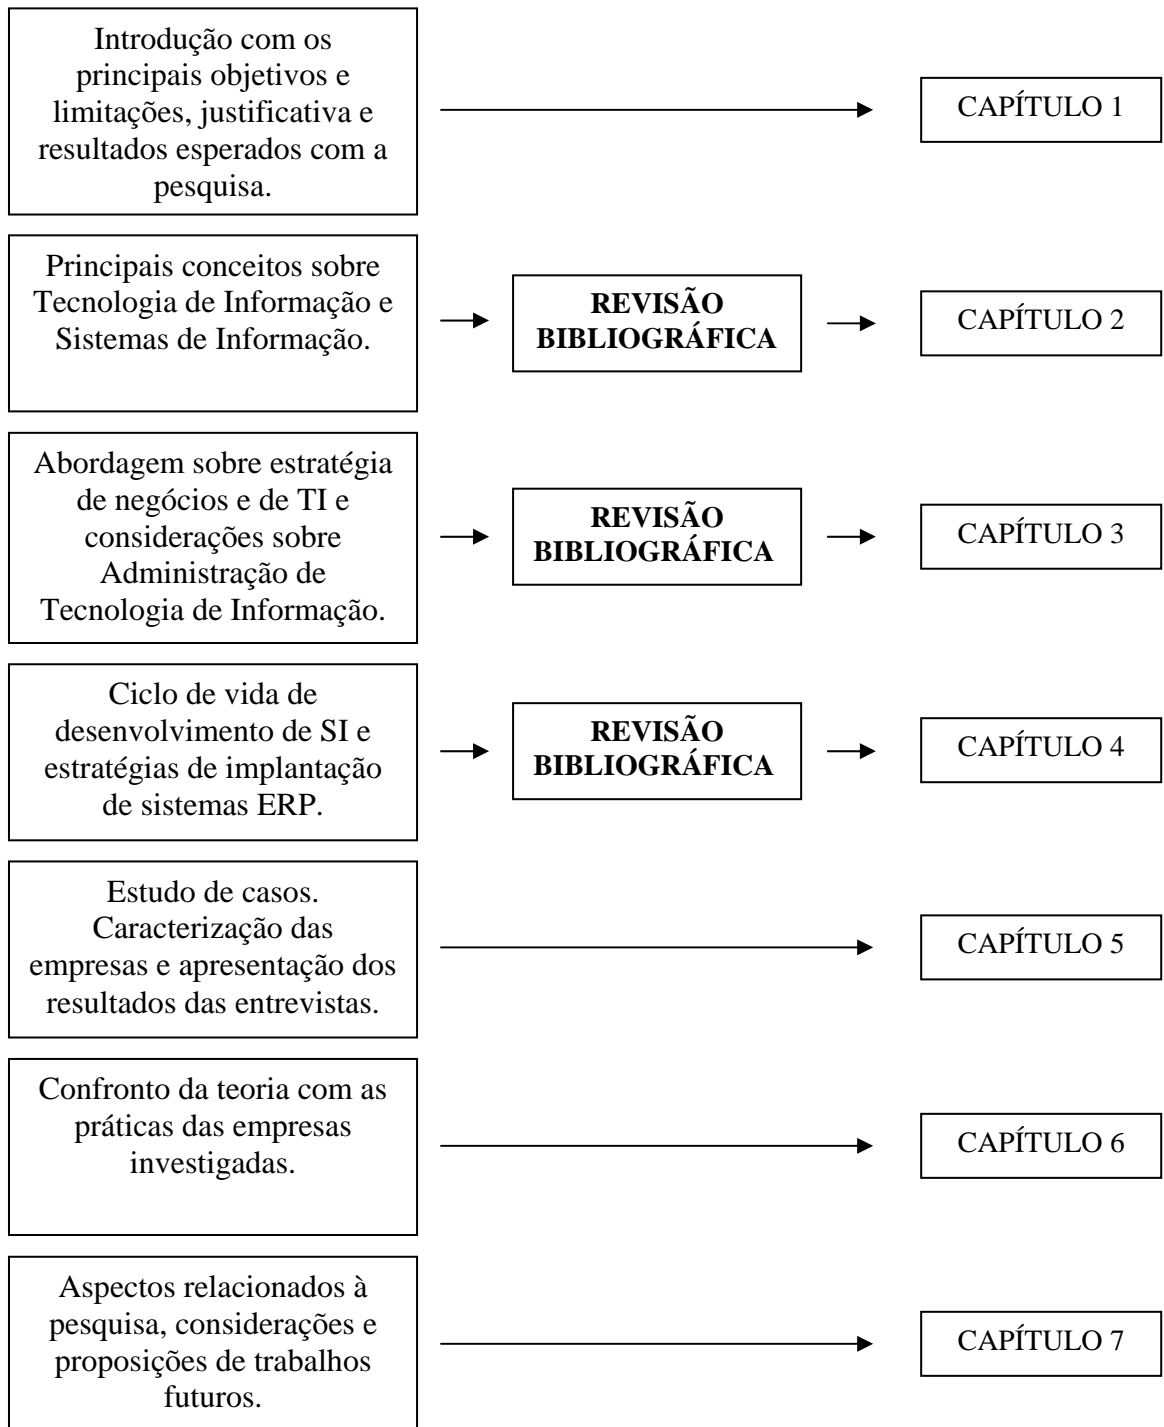 Introdução com os
principais objetivos e
limitações, justificativa e
resultados esperados com a
pesquisa.
CAPÍTULO 1
Principais conceitos sobre
Tecnologia de Informação e
Sistemas de Informação.
REVISÃO
BIBLIOGRÁFICA
CAPÍTULO 2
Abordagem sobre estratégia
de negócios e de TI e
considerações sobre
Administração de
Tecnologia de Informação.
REVISÃO
BIBLIOGRÁFICA
CAPÍTULO 3
Ciclo de vida de
desenvolvimento de SI e
estratégias de implantação
de sistemas ERP.
REVISÃO
BIBLIOGRÁFICA
CAPÍTULO 4
Estudo de casos.
Caracterização das
empresas e apresentação dos
resultados das entrevistas.
CAPÍTULO 5
Confronto da teoria com as
práticas das empresas
investigadas.
CAPÍTULO 6
Aspectos relacionados à
pesquisa, considerações e
proposições de trabalhos
futuros.
CAPÍTULO 7